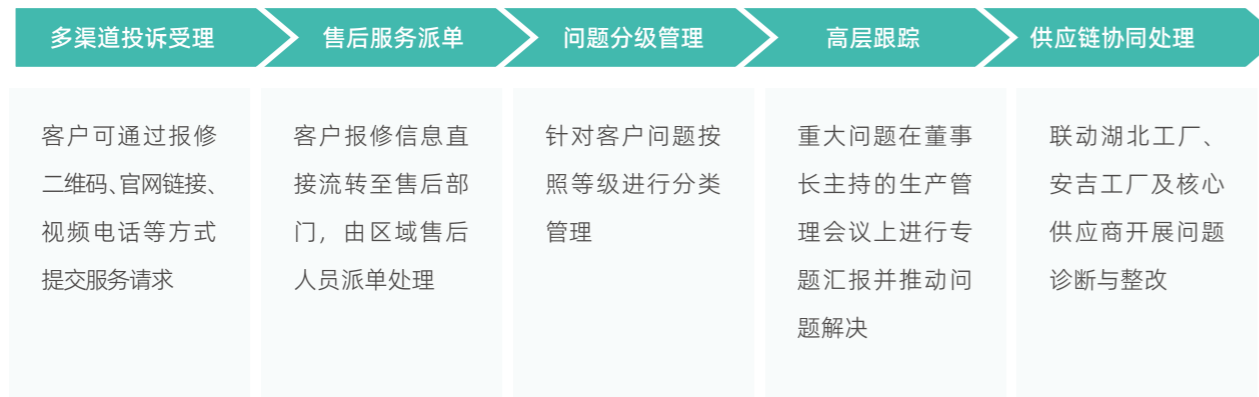 多渠道投诉受理
售后服务派单
问题分级管理
高层跟踪
供应链协同处理
客户可通过报修
二维码、官网链接、
视频电话等方式
提交服务请求
客户报修信息直
接流转至售后部
门，由区域售后
人员派单处理
针对客户问题按
照等级进行分类
管理
重大问题在董事
长主持的生产管
理会议上进行专
题汇报并推动问
题解决
联动湖北工厂、
安吉工厂及核心
供应商开展问题
诊断与整改